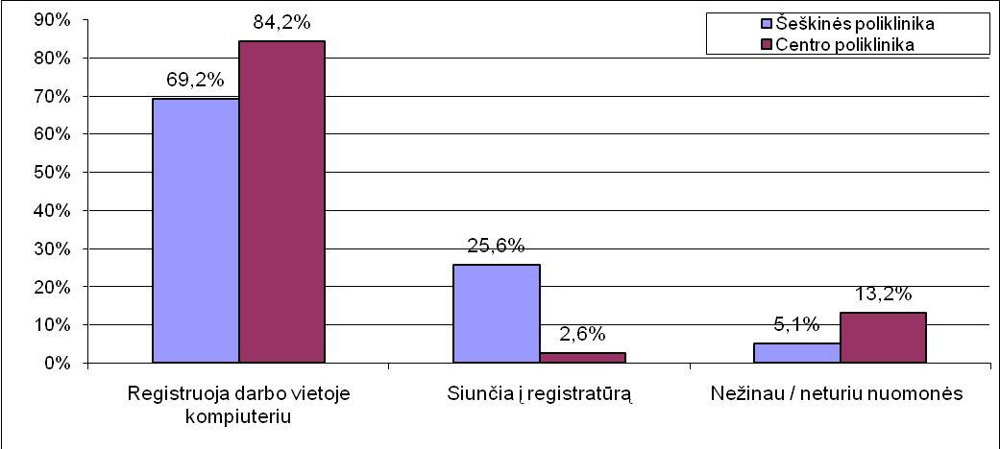 90%
80%
70%
60%
50%
40%
30%
20%
10%
0%
69,2%
84,2%
25,6%
2,6%
5,1%
13,2%
Šeškinės poliklinika
Centro poliklinika
Registruoja darbo vietoje
kompiuteriu
Siunčia į registratūrą
Nežinau / neturiu nuomonės